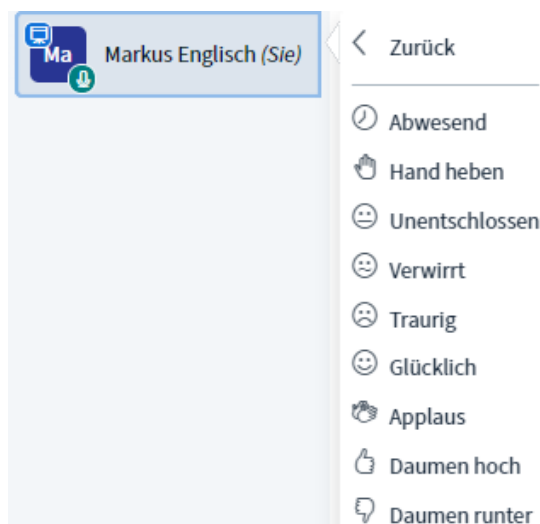 Ma
Markus Englisch (Sie)
Zurück
Abwesend
Hand heben
Unentschlossen
Verwirrt
Traurig
Glücklich
Applaus
Daumen hoch
Daumen runter